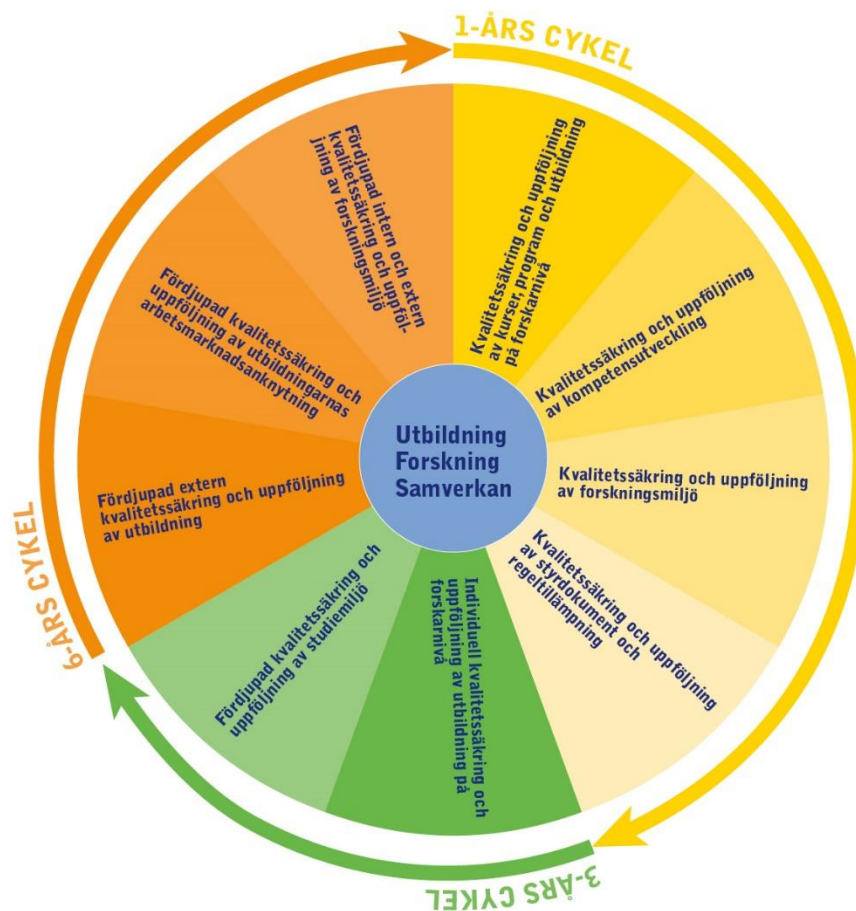 1-ÅRS CYKEL
Kvalitetssäkring och uppföljning
av kurser, program och utbildning
på forskarnivå
Kvalitetssäkring och uppföljning
av kompetensutveckling
Kvalitetssäkring och uppföljning
av forskningsmiljö
Kvalitetssäkring och uppföljning
av styrdokument och
regeltillämpning
3-ÅRS CYKEL
Individuell kvalitetssäkring och
uppföljning av utbildning på
forskarnivå
Fördjupad kvalitetssäkring och
uppföljning av studiemiljö
6-ÅRS CYKEL
Fördjupad extern
kvalitetssäkring och uppföljning
av utbildning
Fördjupad kvalitetssäkring och
uppföljning av utbildningarnas
arbetsmarknadsanknytning
Fördjupad intern och extern
kvalitetssäkring och uppföl-
jning av forskningsmiljö
Utbildning
Forskning
Samverkan